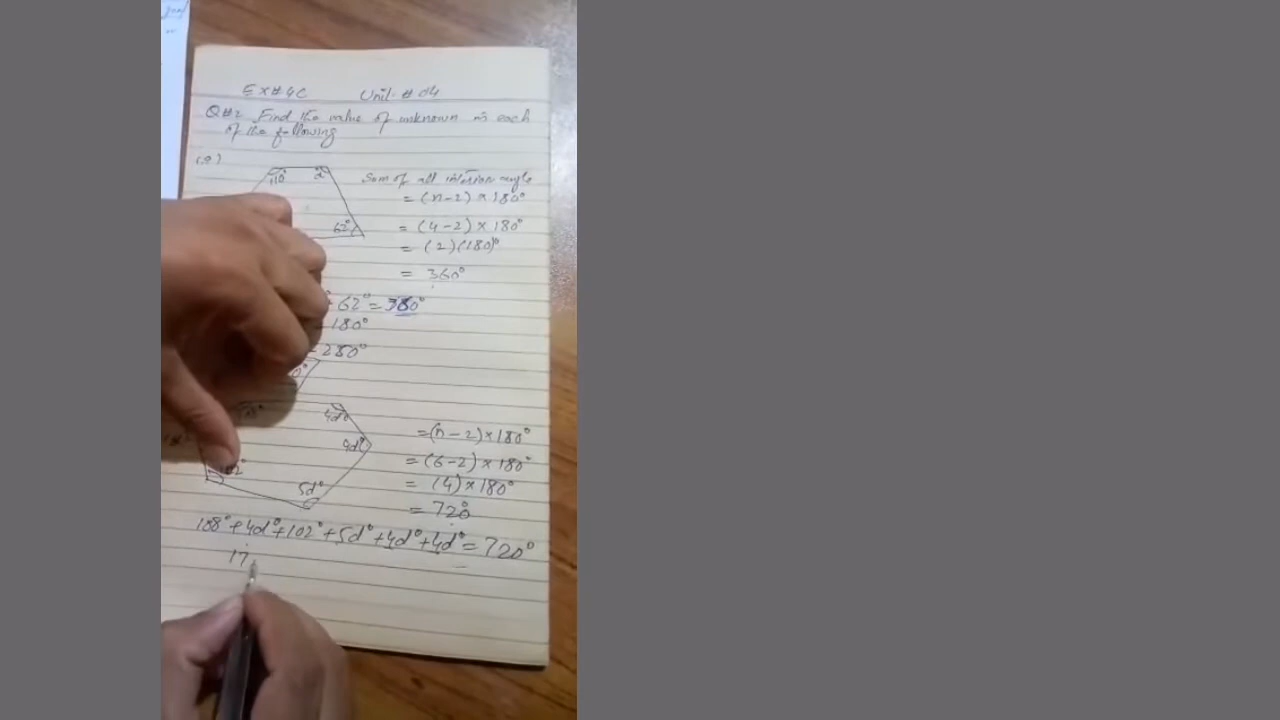 Ex # 4C Unit # 04
Q#2 Find the value of unknown in each
of the following
(a)
110° d°
62°
Sum of all interior angle
= (n-2) × 180°
= (4-2) × 180°
= (2)(180)°
= 360°
62° = 360°
180°
= 280°
4d°
4d°
102°
5d°
= (n-2) × 180°
= (6-2) × 180°
= (4) × 180°
= 720°
108° + 4d° + 102° + 5d° + 4d° + 4d° = 720°
17